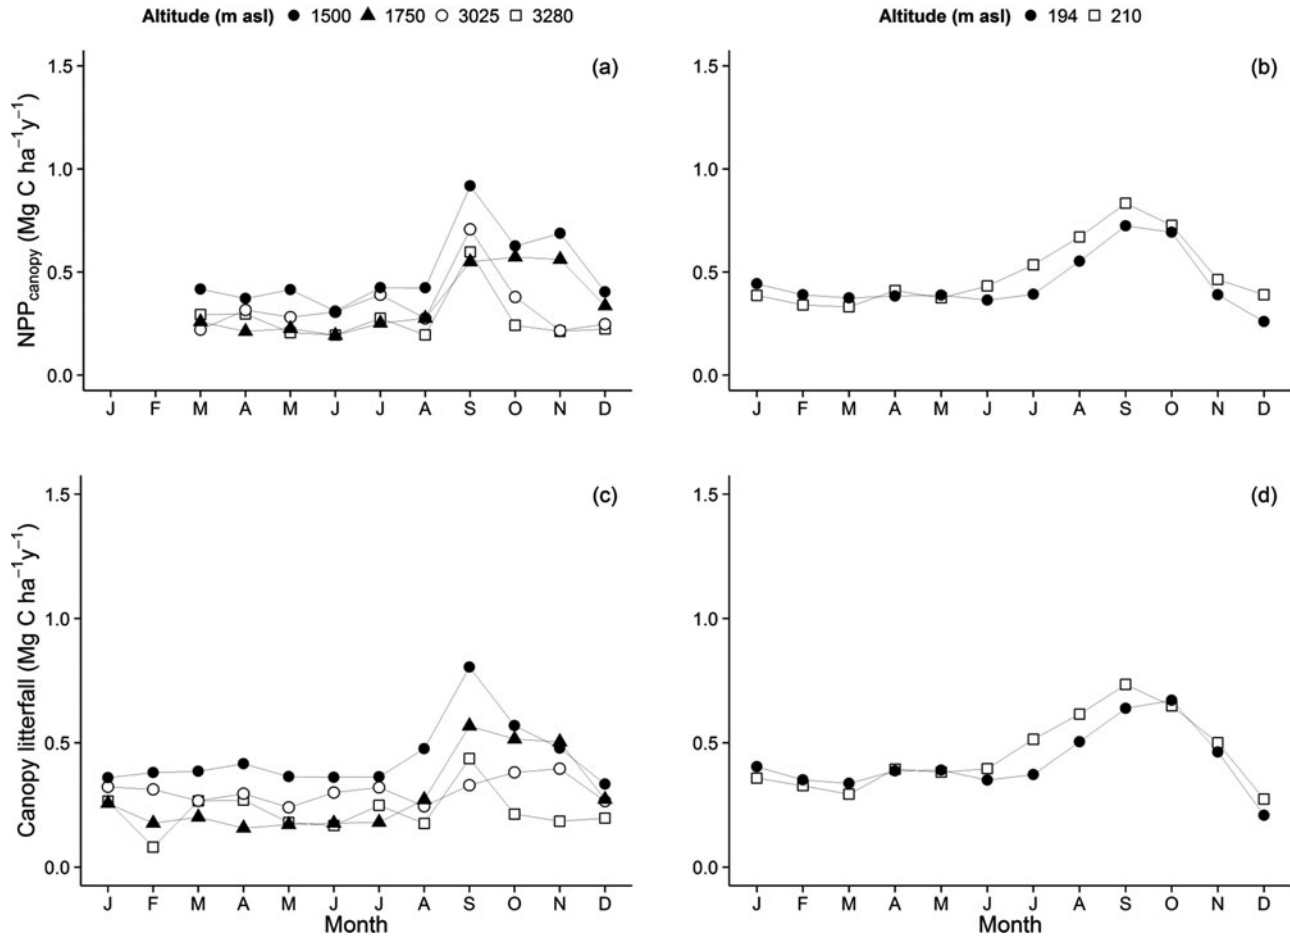 Altitude (m asl) ● 1500 ▲ 1750 ○ 3025 □ 3280
Altitude (m asl) ● 194 □ 210
(a)
NPPcanopy (Mg C ha⁻¹y⁻¹)
1.5
1.0
0.5
0.0
J F M A M J J A S O N D
(b)
1.5
1.0
0.5
0.0
J F M A M J J A S O N D
(c)
Canopy litterfall (Mg C ha⁻¹y⁻¹)
1.5
1.0
0.5
0.0
J F M A M J J A S O N D
Month
(d)
1.5
1.0
0.5
0.0
J F M A M J J A S O N D
Month